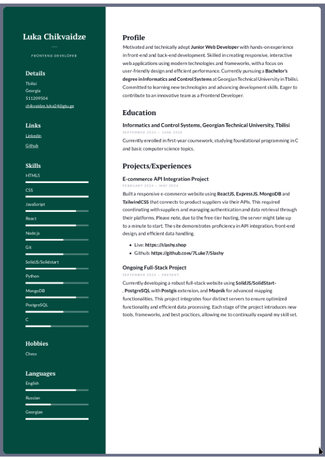 Luka Chikvaidze
FRONTEND DEVELOPER
Details
Tbilisi
Georgia
Links
LinkedIn
Github
Skills
HTML5
CSS
JavaScript
React
Node.js
Git
SolidJS/Solidstart
Python
MongoDB
PostgreSQL
C
Hobbies
Chess
Languages
English
Russian
Georgian
Profile
Motivated and technically adept Junior Web Developer with hands-on experience
in front-end and back-end development. Skilled in creating responsive, interactive
web applications using modern technologies and frameworks, with a focus on
user-friendly design and efficient performance. Currently pursuing a Bachelor's
degree in Informatics and Control Systems at Georgian Technical University in Tbilisi.
Committed to learning new technologies and advancing development skills. Eager to
contribute to an innovative team as a Frontend Developer.
Education
Informatics and Control Systems, Georgian Technical University, Tbilisi
Currently enrolled in first-year coursework, studying foundational programming in C
and basic computer science topics.
Projects/Experiences
E-commerce API Integration Project
Built a responsive e-commerce website using ReactJS, ExpressJS, MongoDB and
TailwindCSS that connects to product suppliers via their APIs. This required
coordinating with suppliers and managing authentication and data retrieval through
their platforms. Please note, due to the free-tier hosting, the server might take up
to a minute to start. The site demonstrates proficiency in API integration, front-end
design, and efficient data handling.
• Live: https://slashy.shop
• Github: https://github.com/7Luke7/Slashy
Ongoing Full-Stack Project
Currently developing a robust full-stack website using SolidJS/SolidStart-
, PostgreSQL with Postgis extension, and Mapnik for advanced mapping
functionalities. This project integrates four distinct servers to ensure optimized
functionality and efficient data processing. Each stage of the project introduces new
tools, frameworks, and best practices, allowing me to continually expand my skill set.